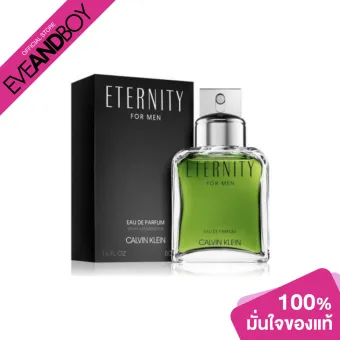 OFFICIAL STORE
EVEANDBOY
ETERNITY
FOR MEN
EAU DE PARFUM
CALVIN KLEIN
ETERNITY
FOR MEN
EAU DE PARFUM
CALVIN KLEIN
100%
มั่นใจของแท้